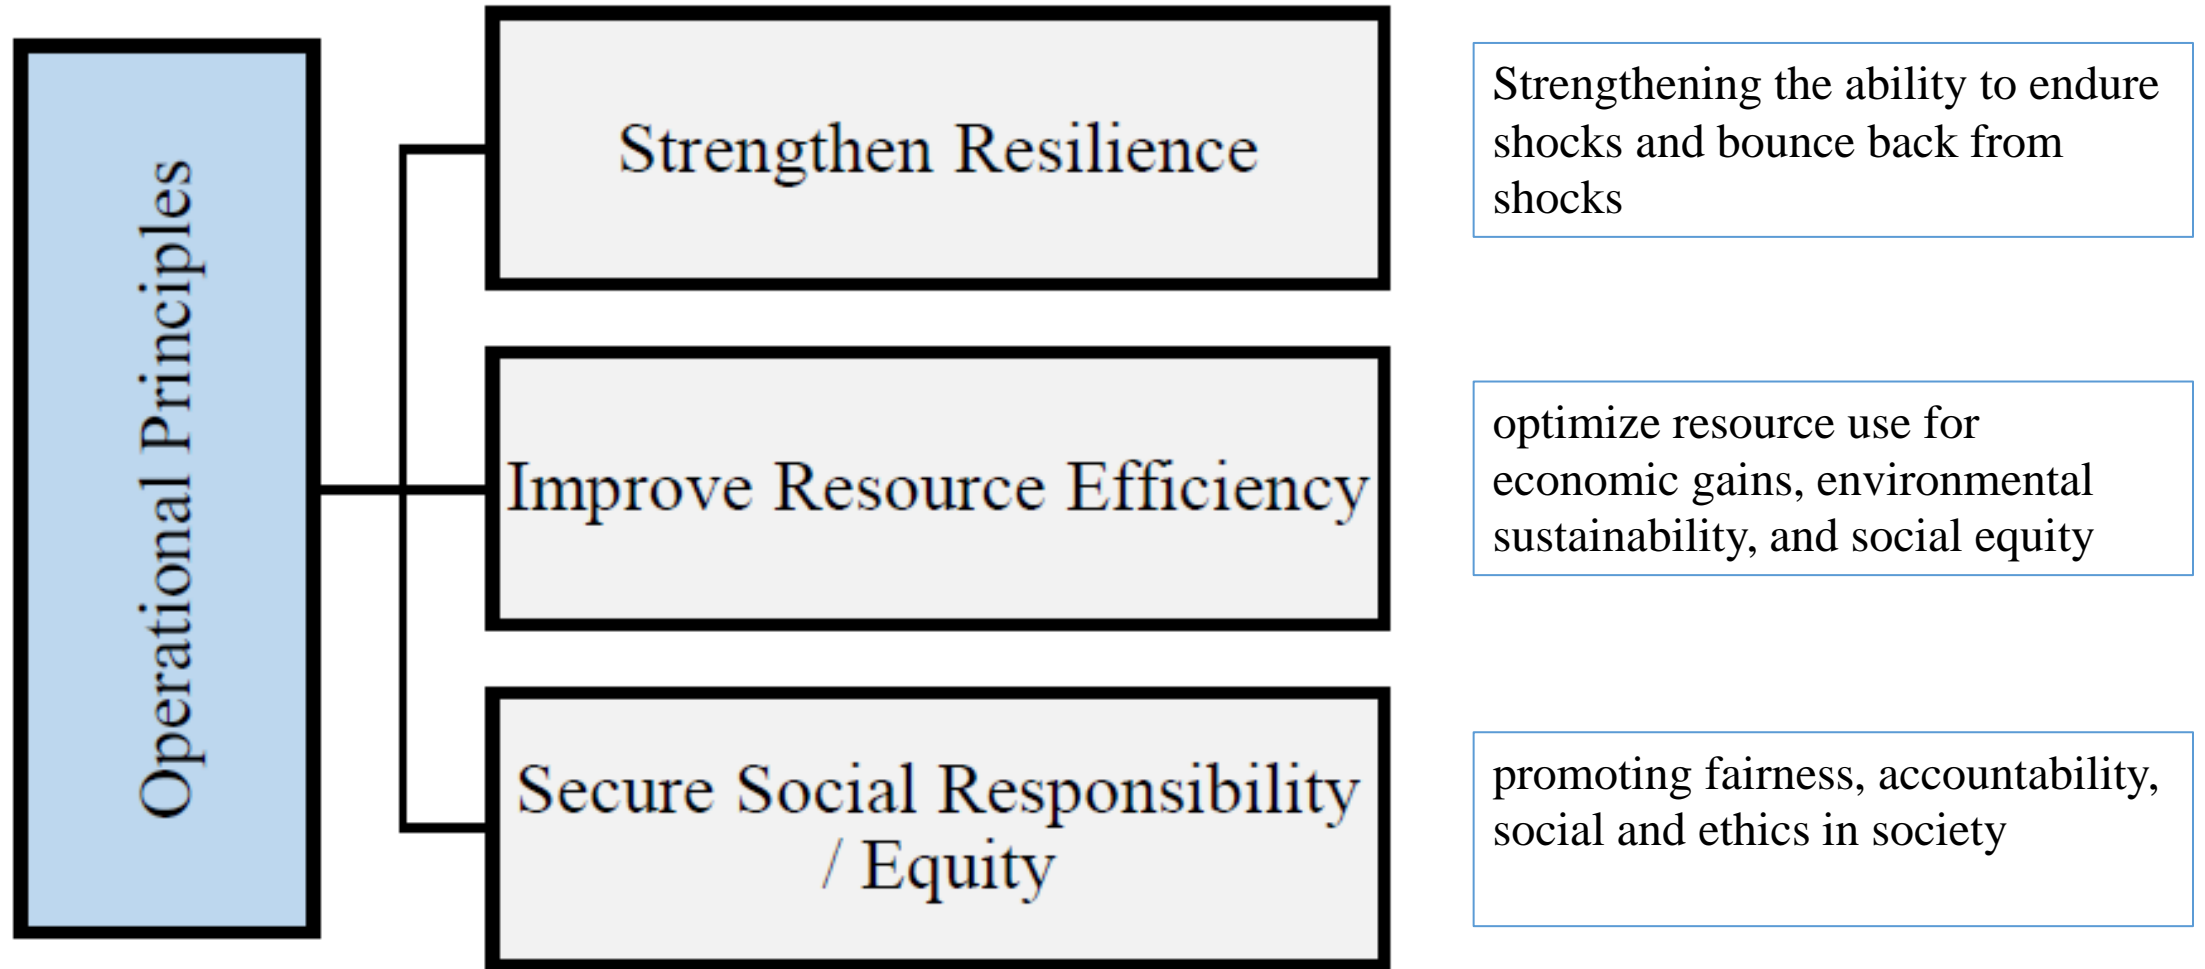 Operational Principles
Strengthen Resilience
Strengthening the ability to endure
shocks and bounce back from
shocks
Improve Resource Efficiency
optimize resource use for
economic gains, environmental
sustainability, and social equity
Secure Social Responsibility
/ Equity
promoting fairness, accountability,
social and ethics in society